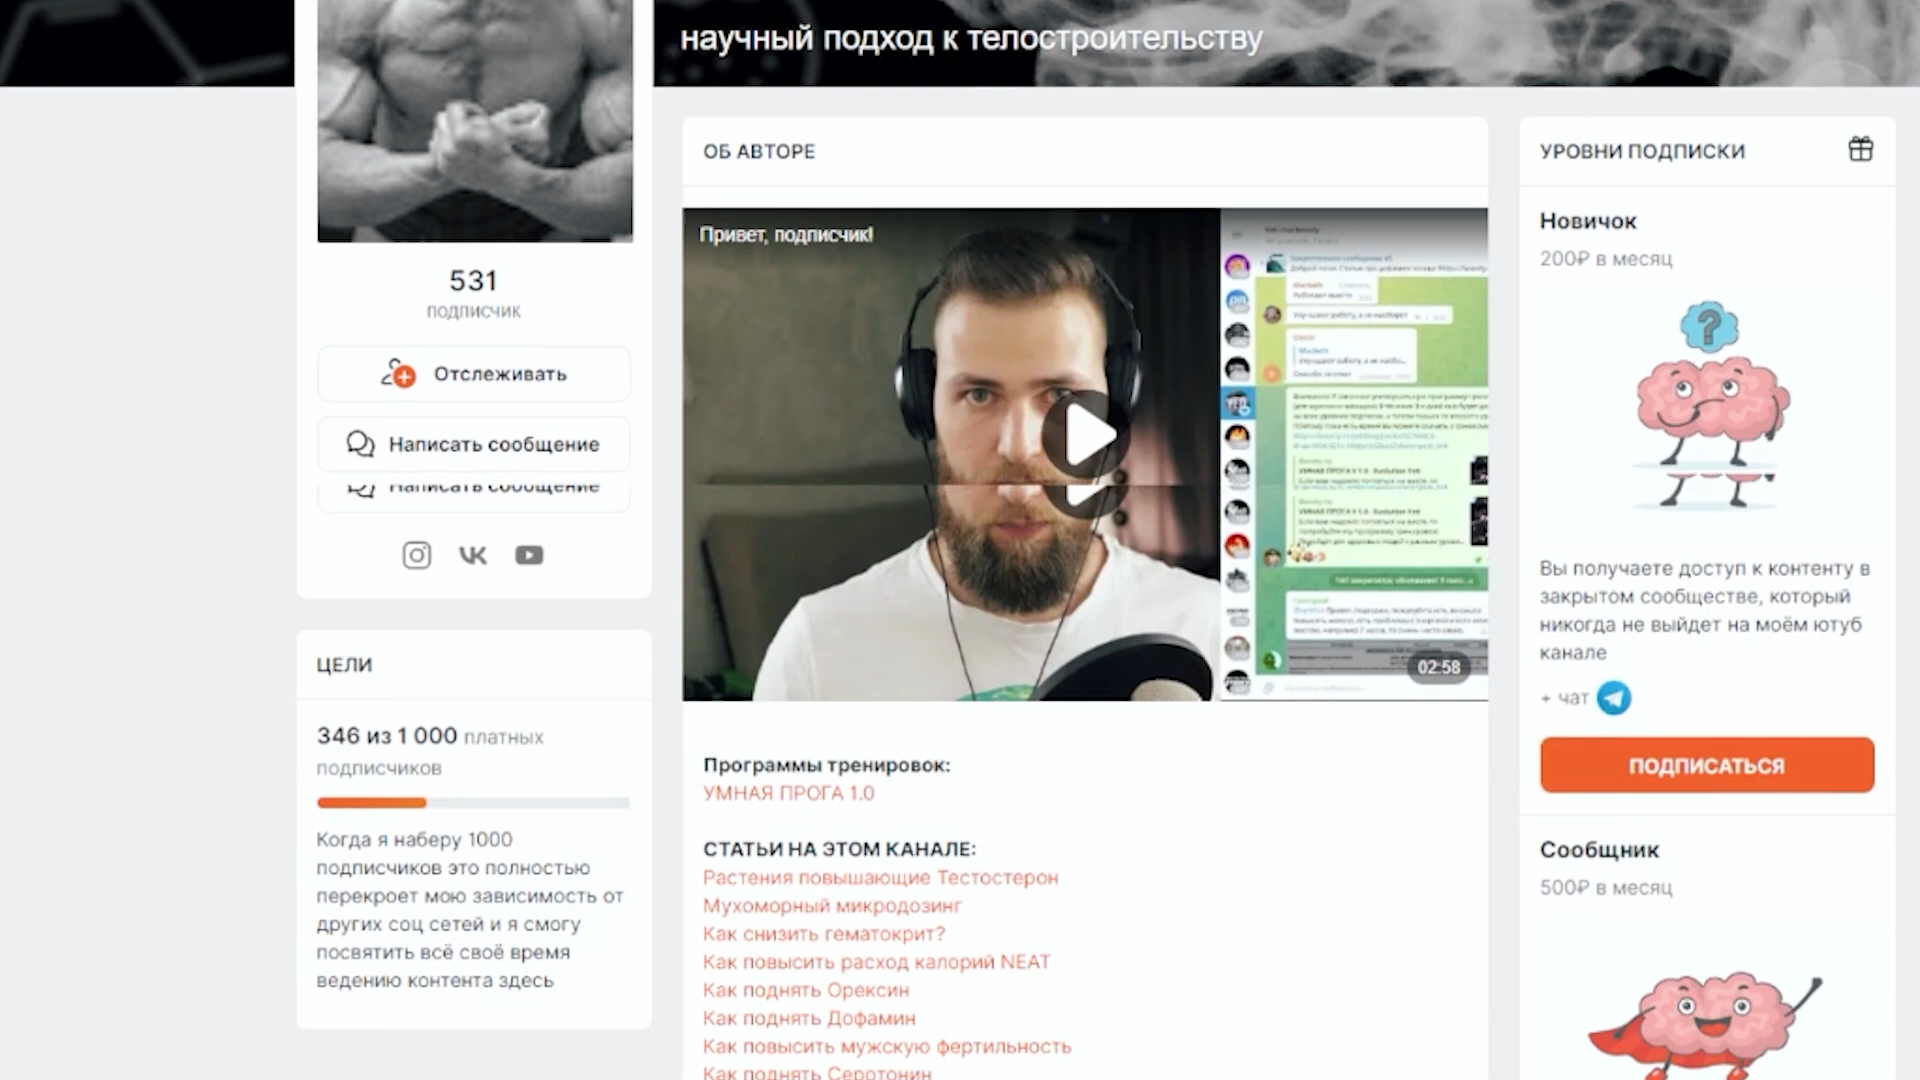 научный подход к телостроительству
531
подписчик
Отслеживать
Написать сообщение
Написать сообщение
ЦЕЛИ
346 из 1 000 платных
подписчиков
Когда я наберу 1000
подписчиков это полностью
перекроет мою зависимость от
других соц сетей и я смогу
посвятить всё своё время
ведению контента здесь
ОБ АВТОРЕ
Привет, подписчик!
02:58
Программы тренировок:
УМНАЯ ПРОГА 1.0
СТАТЬИ НА ЭТОМ КАНАЛЕ:
Растения повышающие Тестостерон
Мухоморный микродозинг
Как снизить гематокрит?
Как повысить расход калорий NEAT
Как поднять Орексин
Как поднять Дофамин
Как повысить мужскую фертильность
Как поднять Серотонин
УРОВНИ ПОДПИСКИ
Новичок
200₽ в месяц
?
Вы получаете доступ к контенту в
закрытом сообществе, который
никогда не выйдет на моём ютуб
канале
+ чат
ПОДПИСАТЬСЯ
Сообщник
500₽ в месяц